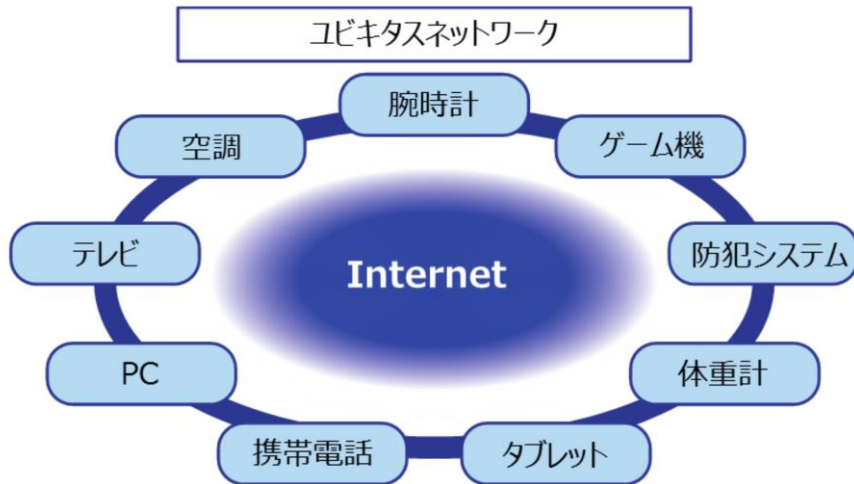 ユビキタスネットワーク
腕時計
空調
ゲーム機
テレビ
防犯システム
Internet
PC
体重計
携帯電話
タブレット